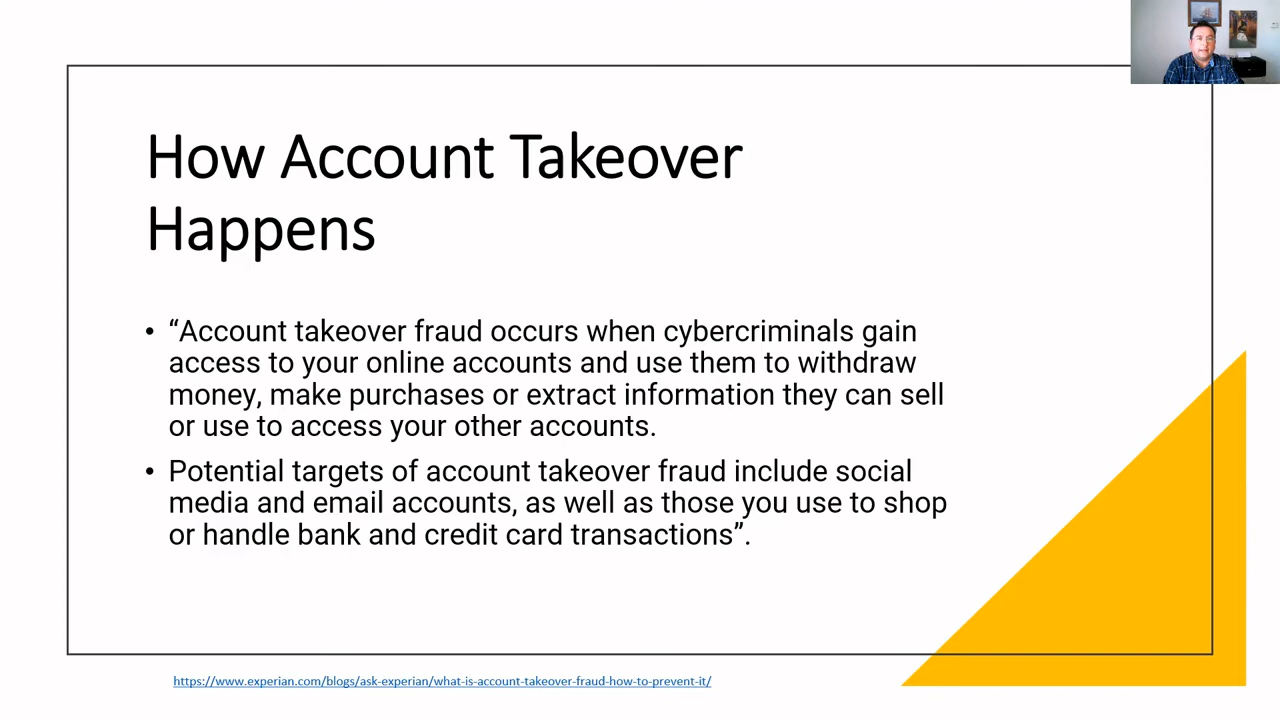 How Account Takeover
Happens
• “Account takeover fraud occurs when cybercriminals gain
access to your online accounts and use them to withdraw
money, make purchases or extract information they can sell
or use to access your other accounts.
• Potential targets of account takeover fraud include social
media and email accounts, as well as those you use to shop
or handle bank and credit card transactions”.
https://www.experian.com/blogs/ask-experian/what-is-account-takeover-fraud-how-to-prevent-it/